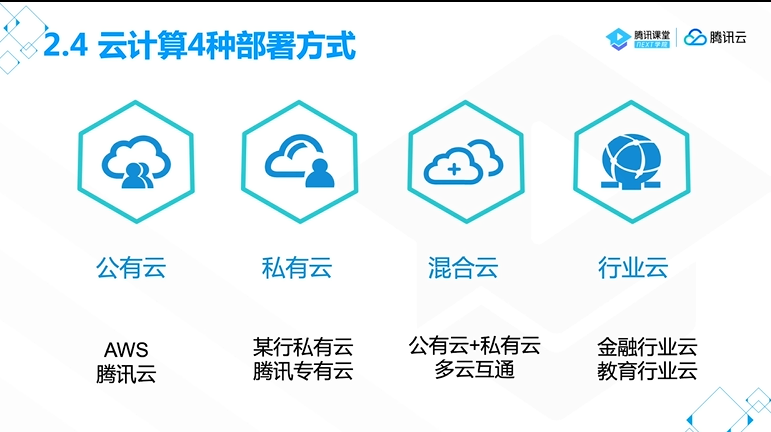 2.4 云计算4种部署方式
腾讯课堂
NEXT学院
腾讯云
公有云
私有云
混合云
行业云
AWS
腾讯云
某行私有云
腾讯专有云
公有云+私有云
多云互通
金融行业云
教育行业云